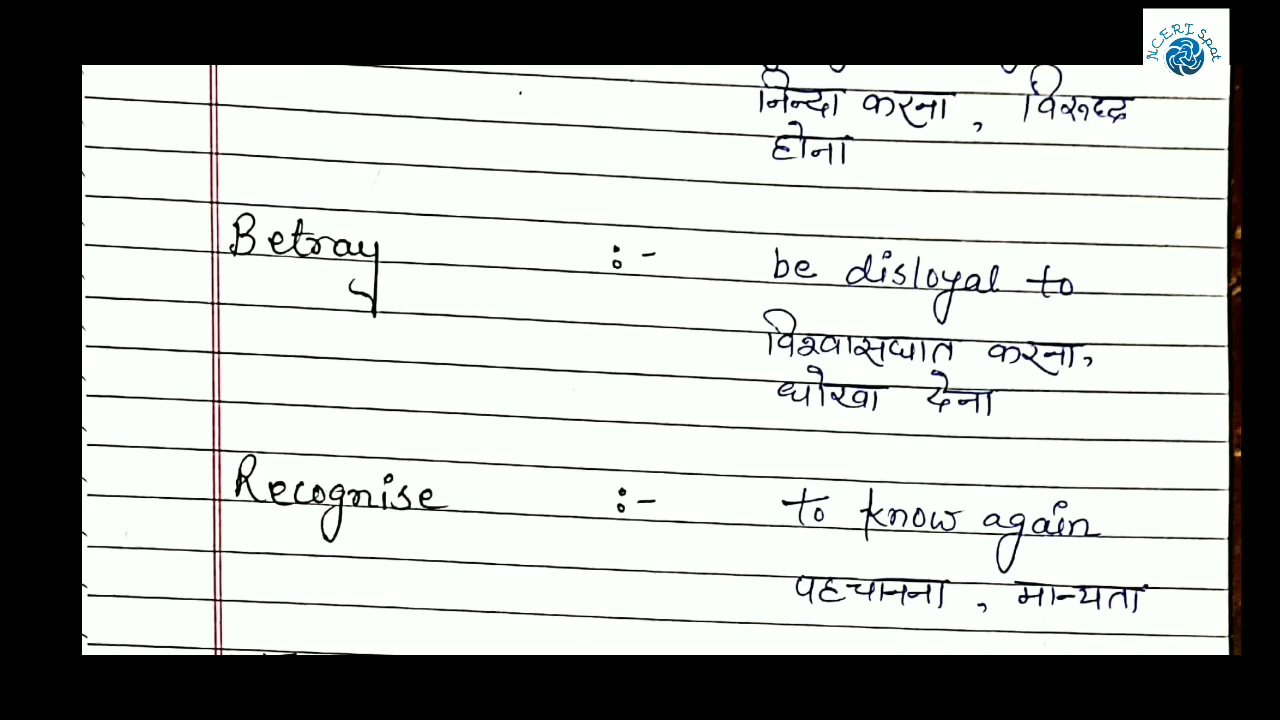 NCERT Spot
निन्दा करना, विरुद्ध
होना
Betray :- be disloyal to
विश्वासघात करना,
धोखा देना
Recognise :- to know again
पहचानना, मान्यता